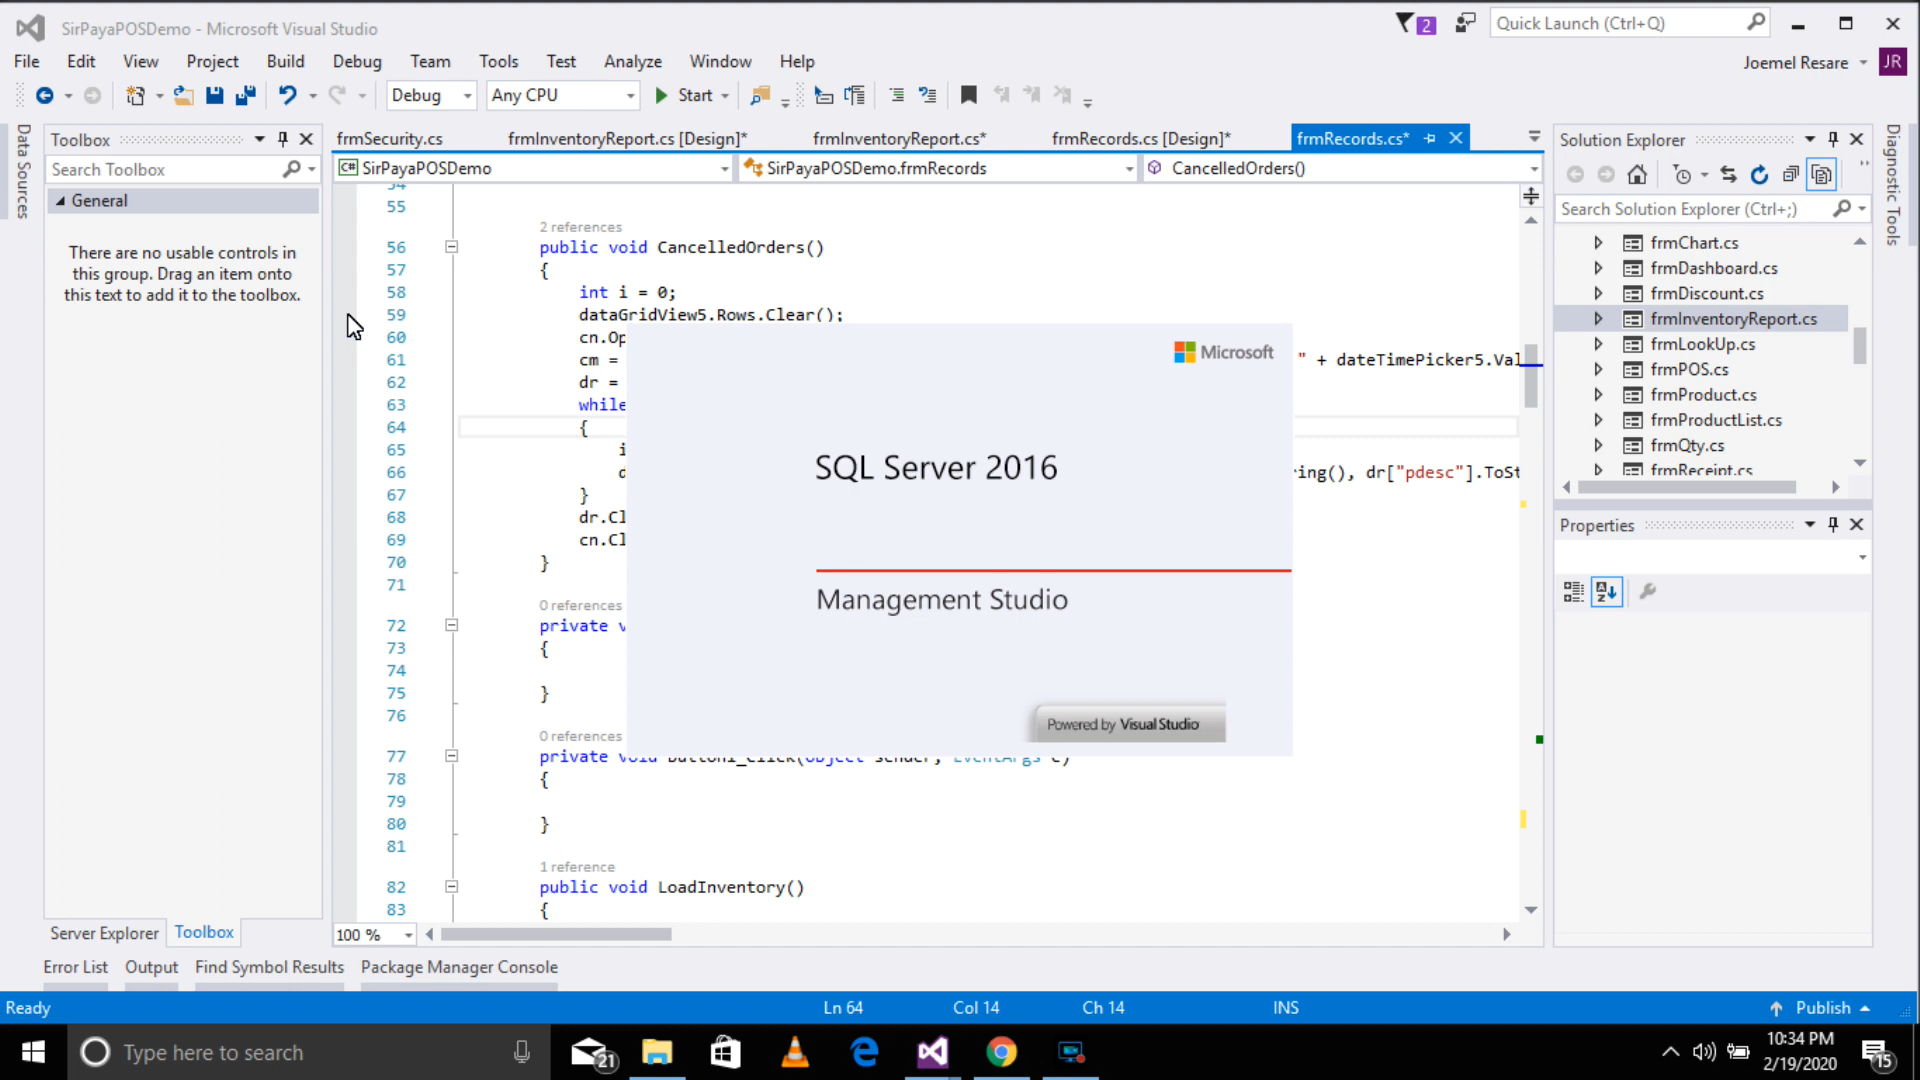 SirPayaPOSDemo - Microsoft Visual Studio
2
Quick Launch (Ctrl+Q)
File Edit View Project Build Debug Team Tools Test Analyze Window Help
Joemel Resare JR
Debug Any CPU Start
Data Sources
Toolbox
Search Toolbox
General
There are no usable controls in
this group. Drag an item onto
this text to add it to the toolbox.
Server Explorer Toolbox
frmSecurity.cs frmInventoryReport.cs [Design]* frmInventoryReport.cs* frmRecords.cs [Design]* frmRecords.cs*
C# SirPayaPOSDemo SirPayaPOSDemo.frmRecords CancelledOrders()
54
55
2 references
56 public void CancelledOrders()
57 {
58 int i = 0;
59 dataGridView5.Rows.Clear();
60 cn.Op
61 cm = " + dateTimePicker5.Val
62 dr =
63 while
64 {
65 i
66 d ing(), dr["pdesc"].ToSt
67 }
68 dr.Cl
69 cn.Cl
70 }
71
0 references
72 private v
73 {
74
75 }
76
0 references
77 private void button1_Click(object sender, EventArgs e)
78 {
79
80 }
81
1 reference
82 public void LoadInventory()
83 {
100 %
Microsoft
SQL Server 2016
Management Studio
Powered by Visual Studio
Solution Explorer
Search Solution Explorer (Ctrl+;)
frmChart.cs
frmDashboard.cs
frmDiscount.cs
frmInventoryReport.cs
frmLookUp.cs
frmPOS.cs
frmProduct.cs
frmProductList.cs
frmQty.cs
frmReceipt.cs
Properties
Diagnostic Tools
Error List Output Find Symbol Results Package Manager Console
Ready Ln 64 Col 14 Ch 14 INS Publish
Type here to search
21
10:34 PM
2/19/2020
15